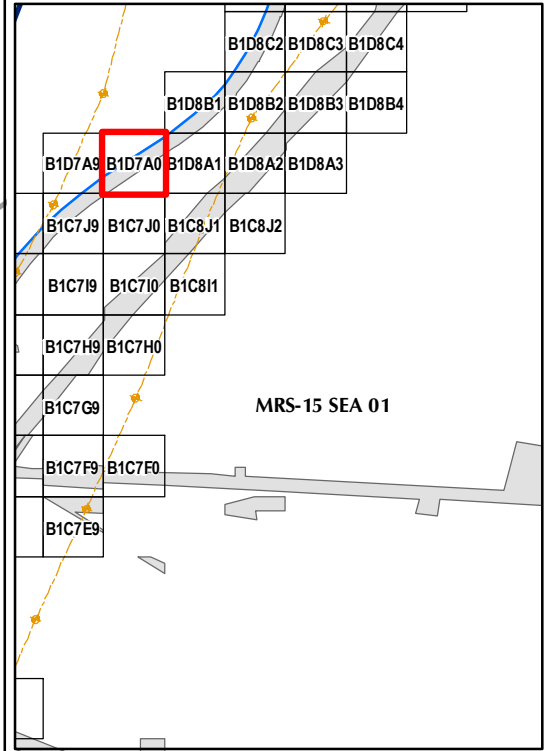 B1D8C2 B1D8C3 B1D8C4
B1D8B1 B1D8B2 B1D8B3 B1D8B4
B1D7A9 B1D7A0 B1D8A1 B1D8A2 B1D8A3
B1C7J9 B1C7J0 B1C8J1 B1C8J2
B1C7I9 B1C7I0 B1C8I1
B1C7H9 B1C7H0
MRS-15 SEA 01
B1C7G9
B1C7F9 B1C7F0
B1C7E9